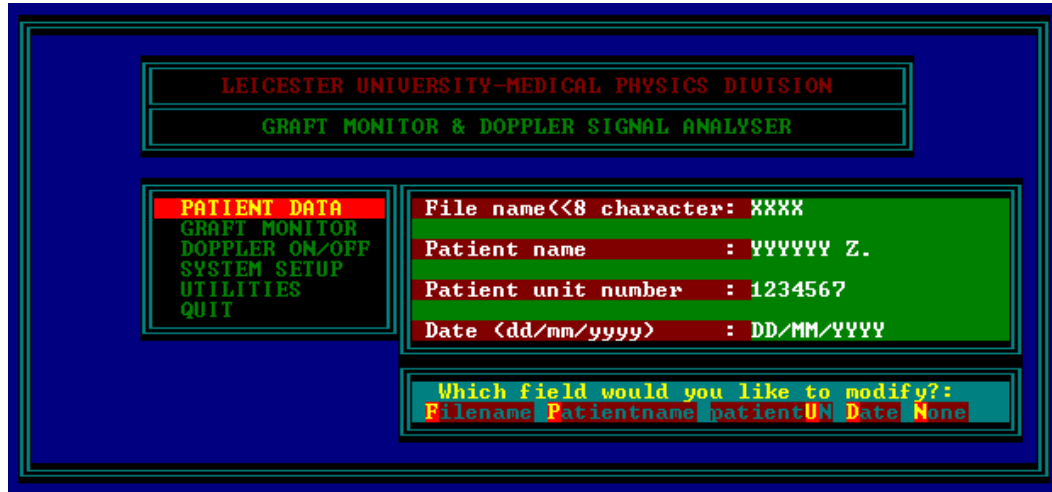 LEICESTER UNIVERSITY-MEDICAL PHYSICS DIVISION
GRAFT MONITOR & DOPPLER SIGNAL ANALYSER
PATIENT DATA
GRAFT MONITOR
DOPPLER ON/OFF
SYSTEM SETUP
UTILITIES
QUIT
File name<<8 character: XXXX
Patient name : YYYYYY Z.
Patient unit number : 1234567
Date (dd/mm/yyyy) : DD/MM/YYYY
Which field would you like to modify?:
Filename Patientname patientUN Date None